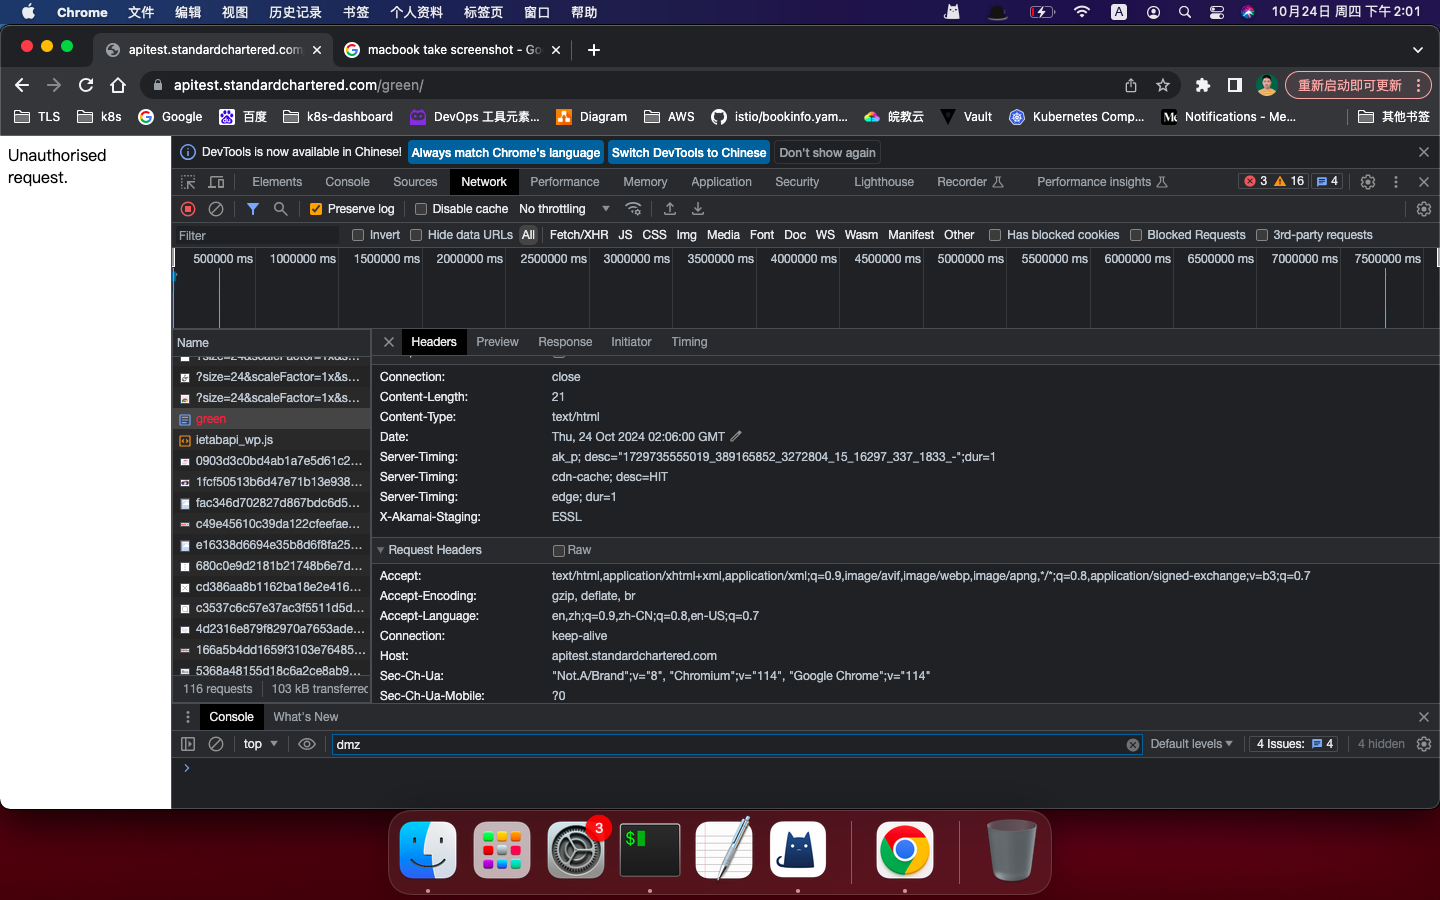 Chrome 文件 编辑 视图 历史记录 书签 个人资料 标签页 窗口 帮助 A 10月24日 周四 下午2:01
apitest.standardchartered.com macbook take screenshot - Go
apitest.standardchartered.com/green/ 重新启动即可更新
TLS k8s Google 百度 k8s-dashboard DevOps 工具元素... Diagram AWS istio/bookinfo.yam... 皖教云 Vault Kubernetes Comp... Notifications - Me... 其他书签
Unauthorised
request.
DevTools is now available in Chinese! Always match Chrome's language Switch DevTools to Chinese Don't show again
Elements Console Sources Network Performance Memory Application Security Lighthouse Recorder Performance insights 3 16 4
Preserve log Disable cache No throttling
Filter Invert Hide data URLs All Fetch/XHR JS CSS Img Media Font Doc WS Wasm Manifest Other Has blocked cookies Blocked Requests 3rd-party requests
500000 ms 1000000 ms 1500000 ms 2000000 ms 2500000 ms 3000000 ms 3500000 ms 4000000 ms 4500000 ms 5000000 ms 5500000 ms 6000000 ms 6500000 ms 7000000 ms 7500000 ms
Name
?size=24&scaleFactor=1x&s...
?size=24&scaleFactor=1x&s...
?size=24&scaleFactor=1x&s...
green
ietabapi_wp.js
0903d3c0bd4ab1a7e5d61c2...
1fcf50513b6d47e71b13e938...
fac346d702827d867bdc6d5...
c49e45610c39da122cfeefae...
e16338d6694e35b8d6f8fa25...
680c0e9d2181b21748b6e7d...
cd386aa8b1162ba18e2e416...
c3537c6c57e37ac3f5511d5d...
4d2316e879f82970a7653ade...
166a5b4dd1659f3103e76485...
5368a48155d18c6a2ce8ab9...
116 requests 103 kB transferred
Headers Preview Response Initiator Timing
Connection: close
Content-Length: 21
Content-Type: text/html
Date: Thu, 24 Oct 2024 02:06:00 GMT
Server-Timing: ak_p; desc="1729735555019_389165852_3272804_15_16297_337_1833_-";dur=1
Server-Timing: cdn-cache; desc=HIT
Server-Timing: edge; dur=1
X-Akamai-Staging: ESSL
Request Headers Raw
Accept: text/html,application/xhtml+xml,application/xml;q=0.9,image/avif,image/webp,image/apng,*/*;q=0.8,application/signed-exchange;v=b3;q=0.7
Accept-Encoding: gzip, deflate, br
Accept-Language: en,zh;q=0.9,zh-CN;q=0.8,en-US;q=0.7
Connection: keep-alive
Host: apitest.standardchartered.com
Sec-Ch-Ua: "Not.A/Brand";v="8", "Chromium";v="114", "Google Chrome";v="114"
Sec-Ch-Ua-Mobile: ?0
Console What's New
top dmz Default levels 4 Issues: 4 4 hidden
3
$